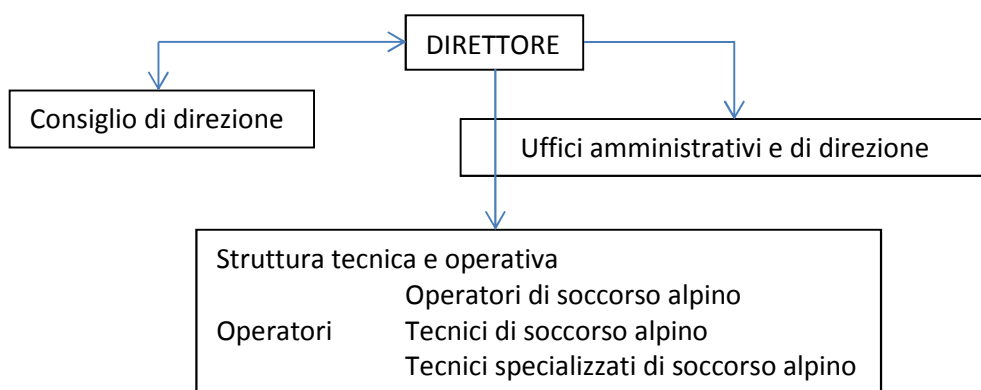 DIRETTORE
Consiglio di direzione
Uffici amministrativi e di direzione
Struttura tecnica e operativa
Operatori di soccorso alpino
Operatori Tecnici di soccorso alpino
Tecnici specializzati di soccorso alpino